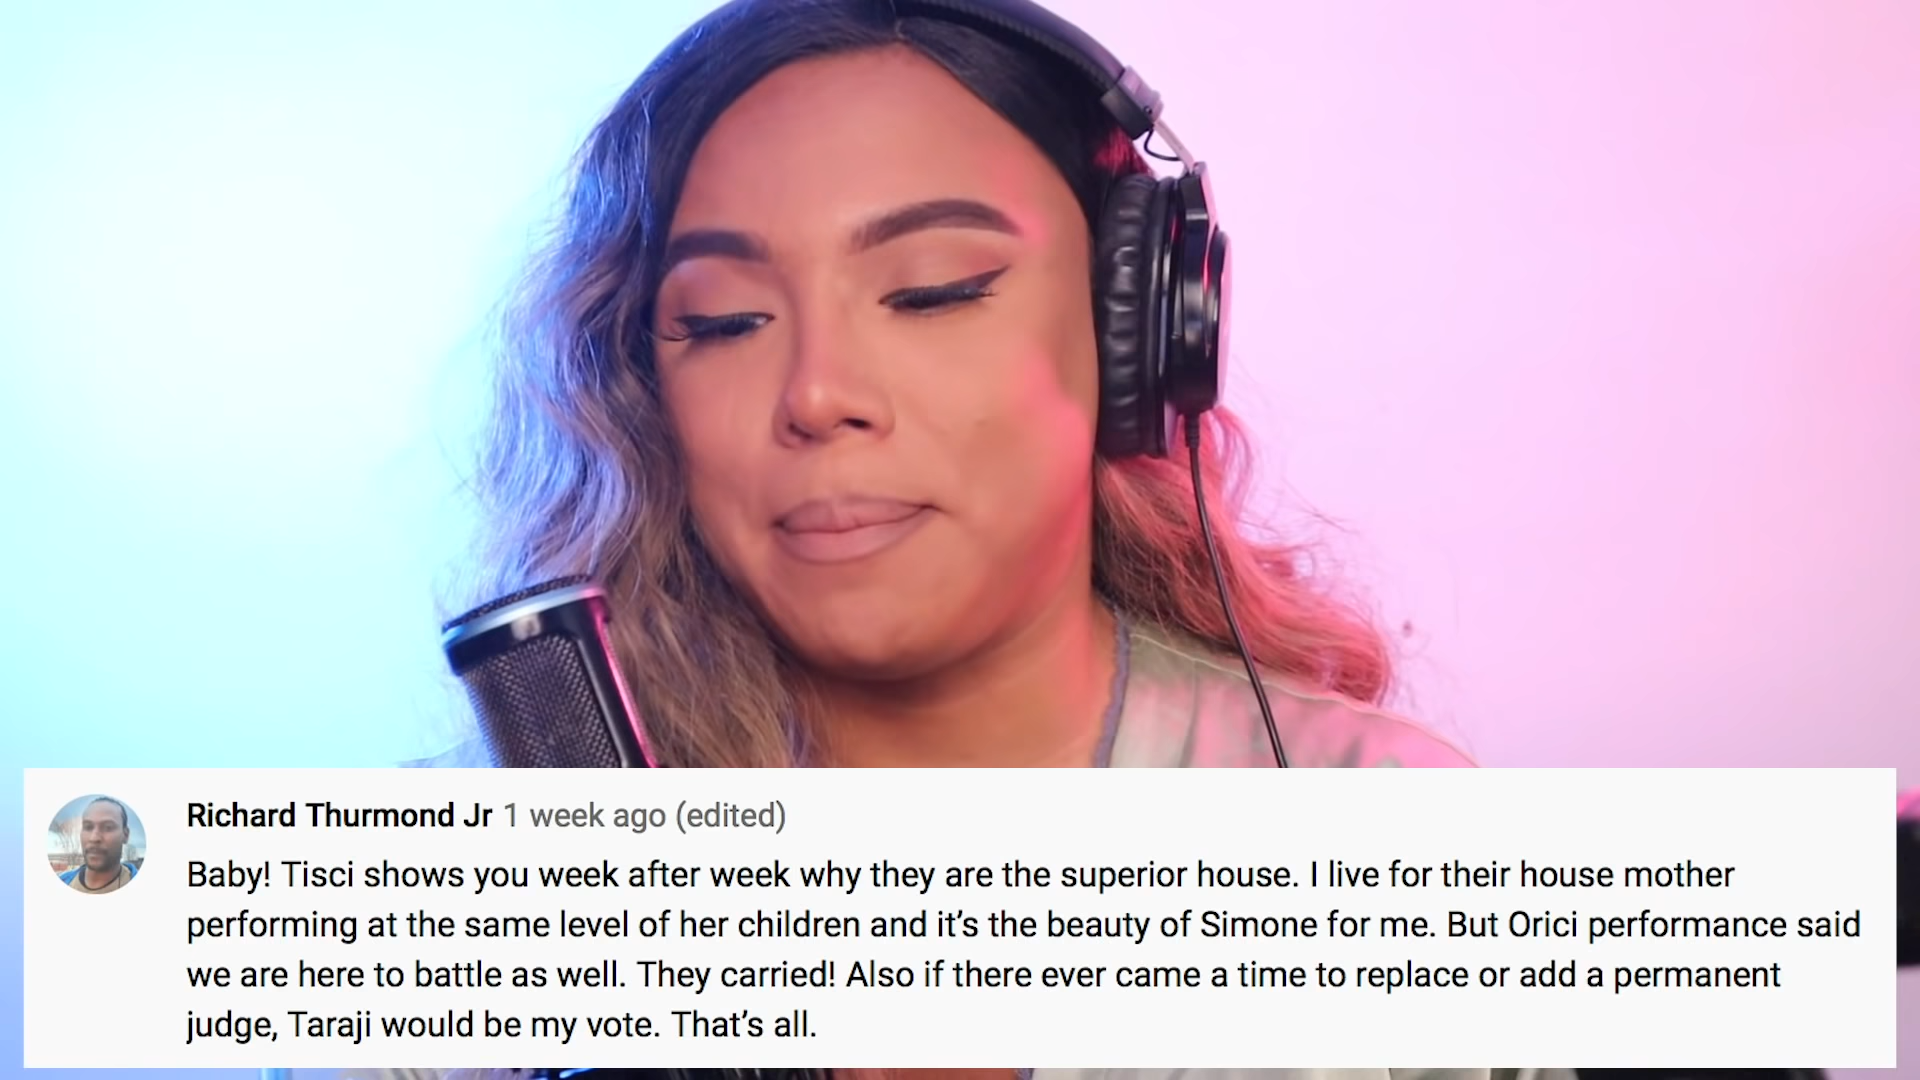 Richard Thurmond Jr 1 week ago (edited)
Baby! Tisci shows you week after week why they are the superior house. I live for their house mother
performing at the same level of her children and it’s the beauty of Simone for me. But Orici performance said
we are here to battle as well. They carried! Also if there ever came a time to replace or add a permanent
judge, Taraji would be my vote. That’s all.